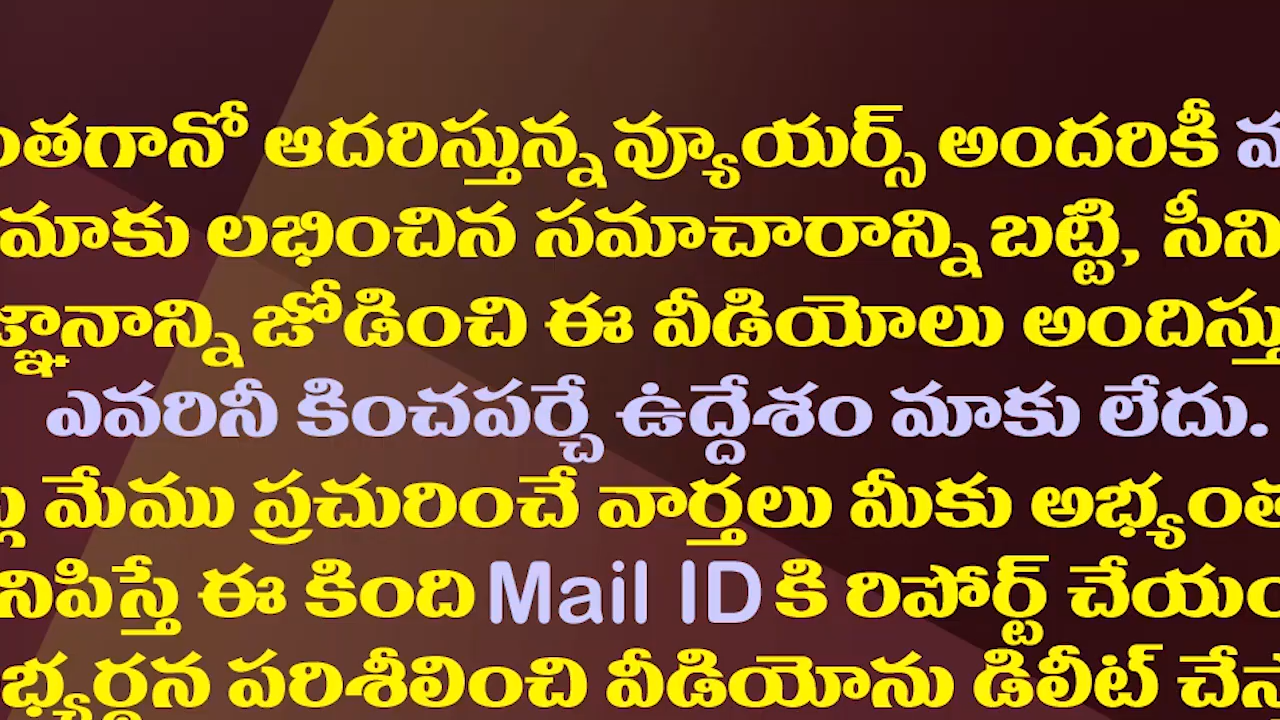 ంతగానో ఆదరిస్తున్న వ్యూయర్స్ అందరికీ
మాకు లభించిన సమాచారాన్ని బట్టి, సీని
జ్ఞానాన్ని జోడించి ఈ వీడియోలు అందిస్తు
ఎవరినీ కించపర్చే ఉద్దేశం మాకు లేదు.
మేము ప్రచురించే వార్తలు మీకు అభ్యంత
నిపిస్తే ఈ కింది Mail ID కి రిపోర్ట్ చేయం
భ్యర్థన పరిశీలించి వీడియోను డిలీట్ చేస